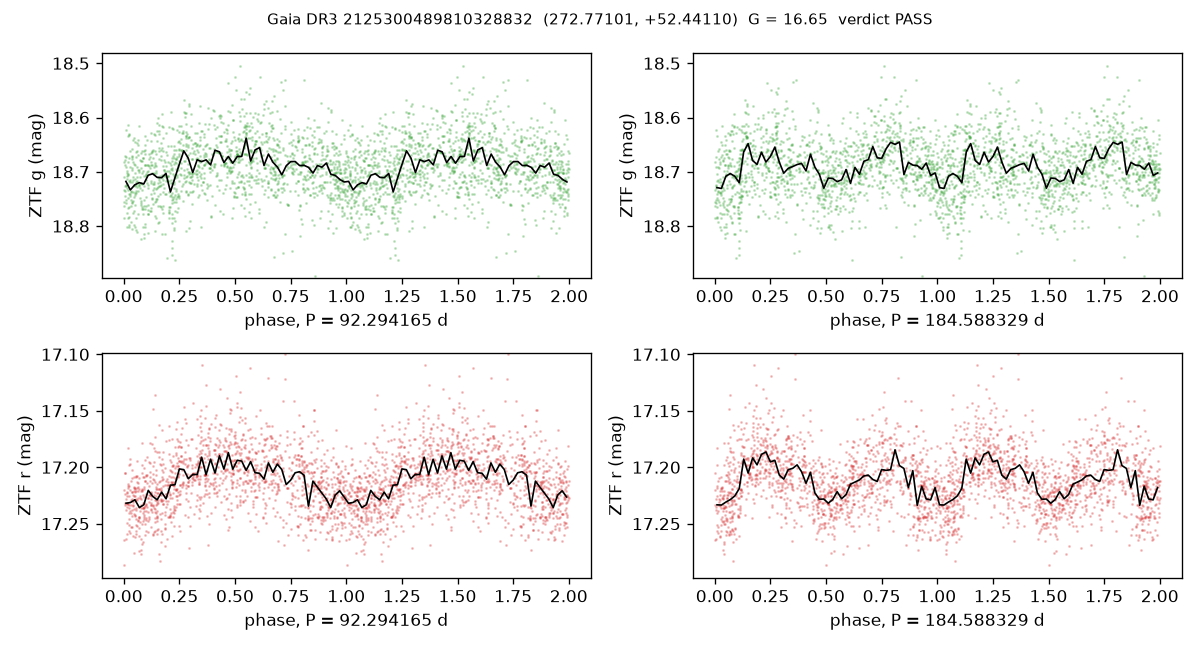 Gaia DR3 2125300489810328832 (272.77101, +52.44110) G = 16.65 verdict PASS
ZTF g (mag)
18.5
18.6
18.7
18.8
0.00 0.25 0.50 0.75 1.00 1.25 1.50 1.75 2.00
phase, P = 92.294165 d
ZTF g (mag)
18.5
18.6
18.7
18.8
0.00 0.25 0.50 0.75 1.00 1.25 1.50 1.75 2.00
phase, P = 184.588329 d
ZTF r (mag)
17.10
17.15
17.20
17.25
0.00 0.25 0.50 0.75 1.00 1.25 1.50 1.75 2.00
phase, P = 92.294165 d
ZTF r (mag)
17.10
17.15
17.20
17.25
0.00 0.25 0.50 0.75 1.00 1.25 1.50 1.75 2.00
phase, P = 184.588329 d